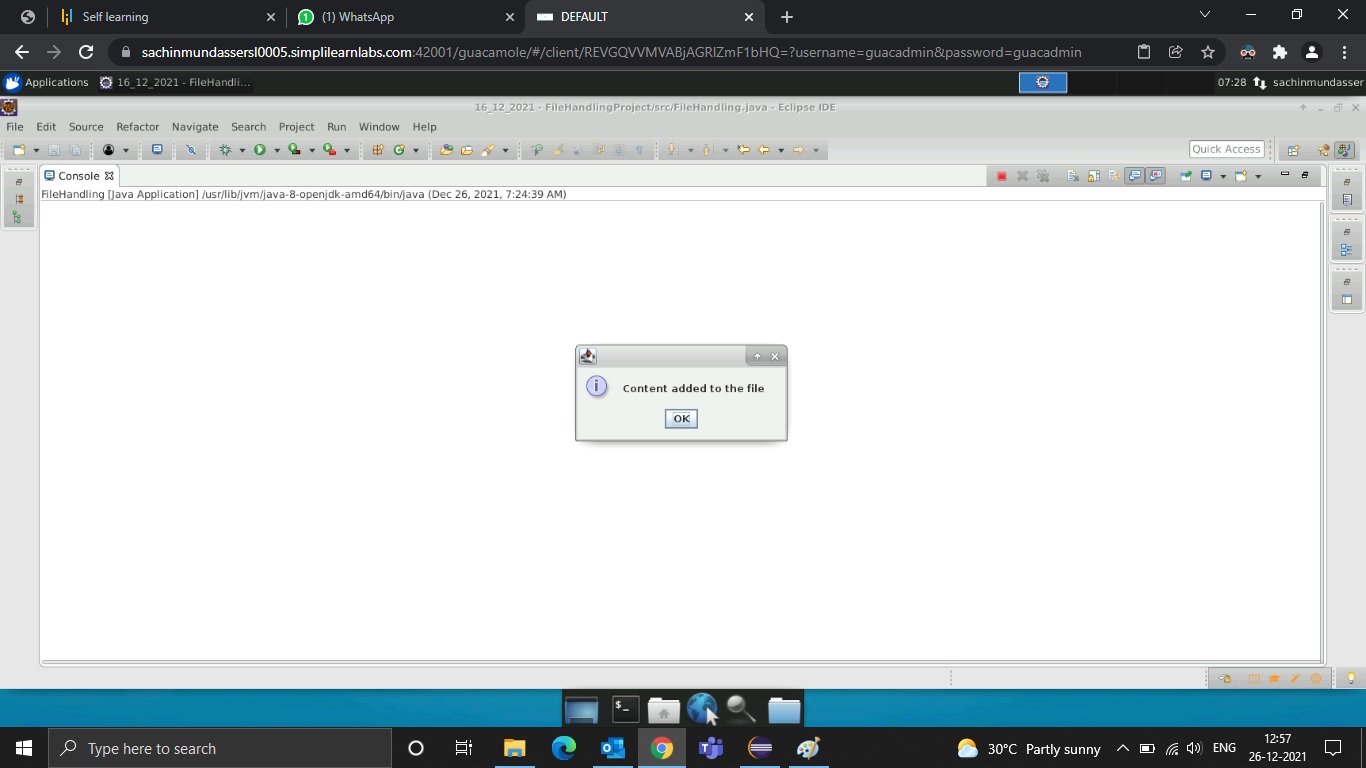 Self learning
(1) WhatsApp
DEFAULT
sachinmundassersl0005.simplilearnlabs.com:42001/guacamole/#/client/REVGQVVMVABjAGRlZmF1bHQ=?username=guacadmin&password=guacadmin
Applications 16_12_2021 - FileHandli... 07:28 sachinmundasser
16_12_2021 - FileHandlingProject/src/FileHandling.java - Eclipse IDE
File Edit Source Refactor Navigate Search Project Run Window Help
Quick Access
Console
FileHandling [Java Application] /usr/lib/jvm/java-8-openjdk-amd64/bin/java (Dec 26, 2021, 7:24:39 AM)
Content added to the file
OK
Type here to search
30°C Partly sunny
ENG
12:57
26-12-2021